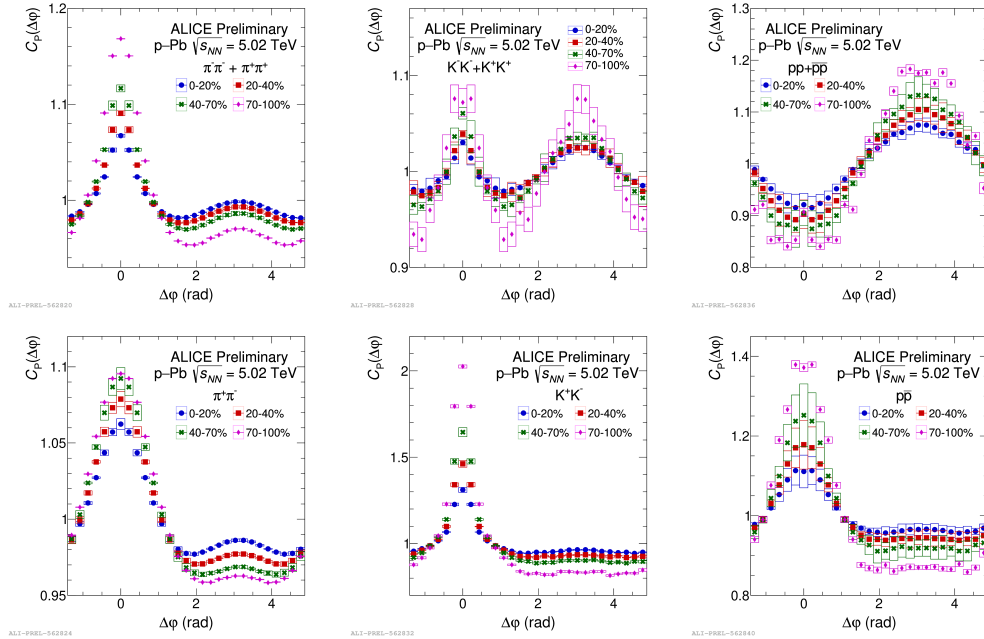 C_P(Δφ)
ALICE Preliminary
p–Pb √s_NN = 5.02 TeV
π⁻π⁻ + π⁺π⁺
0-20% 20-40%
40-70% 70-100%
1.2
1.1
1
0 2 4
Δφ (rad)
ALI-PREL-562820
C_P(Δφ)
ALICE Preliminary
p–Pb √s_NN = 5.02 TeV
K⁻K⁻+K⁺K⁺
0-20%
20-40%
40-70%
70-100%
1.1
1
0.9
0 2 4
Δφ (rad)
ALI-PREL-562828
C_P(Δφ)
ALICE Preliminary
p–Pb √s_NN = 5.02 TeV
pp+p̅p̅
0-20% 20-40%
40-70% 70-100%
1.3
1.2
1.1
1
0.9
0.8
0 2 4
Δφ (rad)
ALI-PREL-562836
C_P(Δφ)
ALICE Preliminary
p–Pb √s_NN = 5.02 TeV
π⁺π⁻
0-20% 20-40%
40-70% 70-100%
1.1
1.05
1
0.95
0 2 4
Δφ (rad)
ALI-PREL-562824
C_P(Δφ)
ALICE Preliminary
p–Pb √s_NN = 5.02 TeV
K⁺K⁻
0-20% 20-40%
40-70% 70-100%
2
1.5
1
0 2 4
Δφ (rad)
ALI-PREL-562832
C_P(Δφ)
ALICE Preliminary
p–Pb √s_NN = 5.02 TeV
pp̅
0-20% 20-40%
40-70% 70-100%
1.4
1.2
1
0.8
0 2 4
Δφ (rad)
ALI-PREL-562840